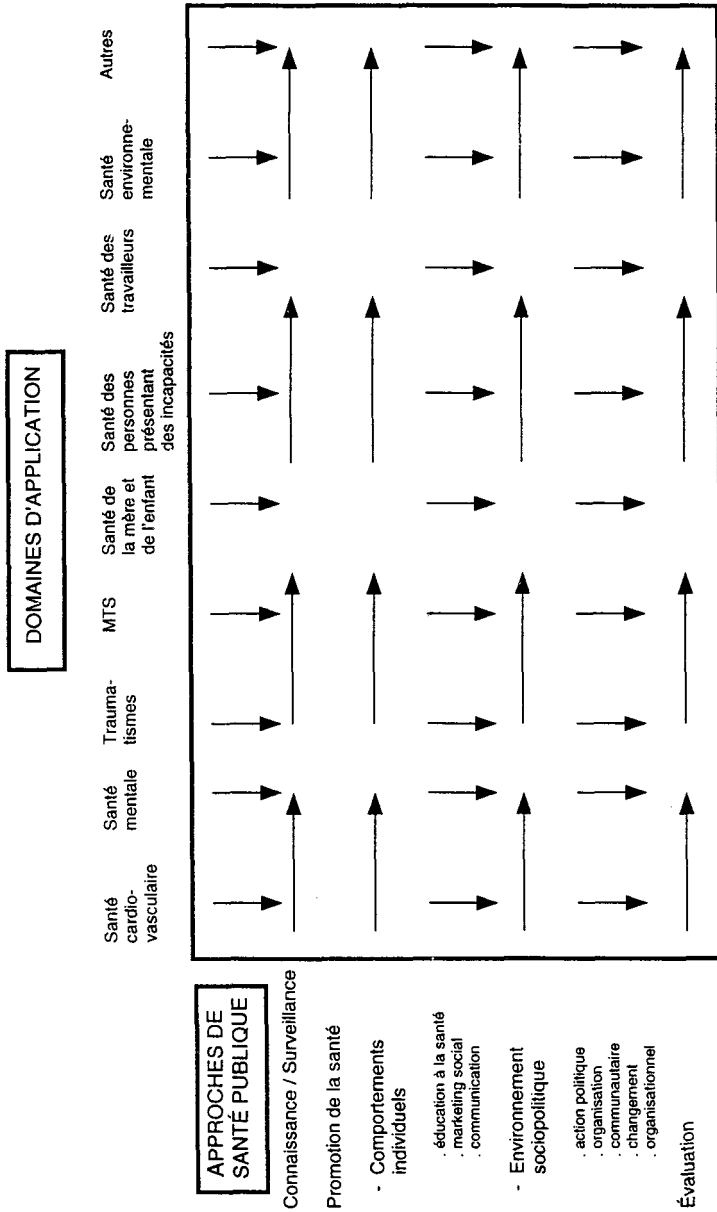 DOMAINES D'APPLICATION
Santé
cardio-
vasculaire
Santé
mentale
Trauma-
tismes
MTS
Santé de
la mère et
de l'enfant
Santé des
personnes
présentant
des incapacités
Santé des
travailleurs
Santé
environne-
mentale
Autres
APPROCHES DE
SANTÉ PUBLIQUE
Connaissance / Surveillance
Promotion de la santé
- Comportements
individuels
. éducation à la santé
. marketing social
. communication
- Environnement
sociopolitique
. action politique
. organisation
. communautaire
. changement
. organisationnel
Évaluation